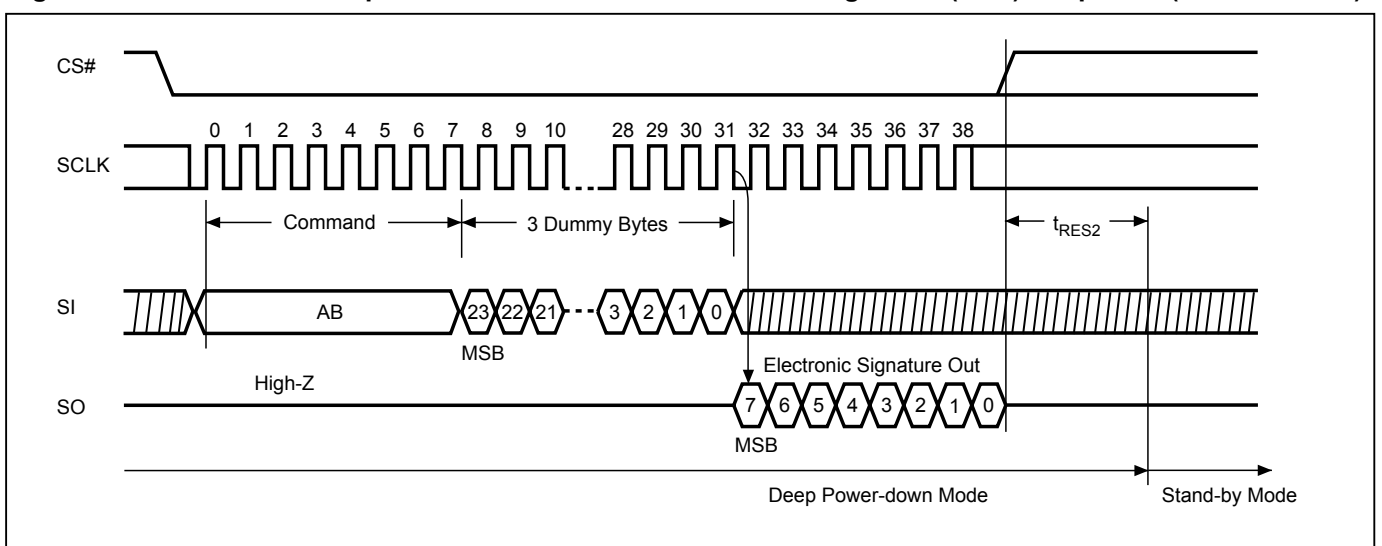 CS#
0 1 2 3 4 5 6 7 8 9 10 28 29 30 31 32 33 34 35 36 37 38
SCLK
Command
3 Dummy Bytes
tRES2
SI
AB
23 22 21 3 2 1 0
MSB
High-Z
Electronic Signature Out
SO
7 6 5 4 3 2 1 0
MSB
Deep Power-down Mode
Stand-by Mode